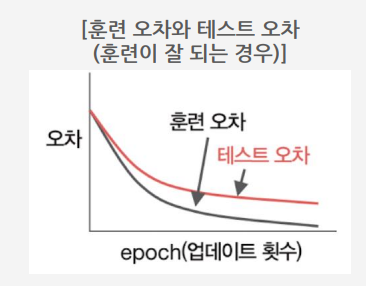 [훈련 오차와 테스트 오차
(훈련이 잘 되는 경우)]
오차
훈련 오차
테스트 오차
epoch(업데이트 횟수)